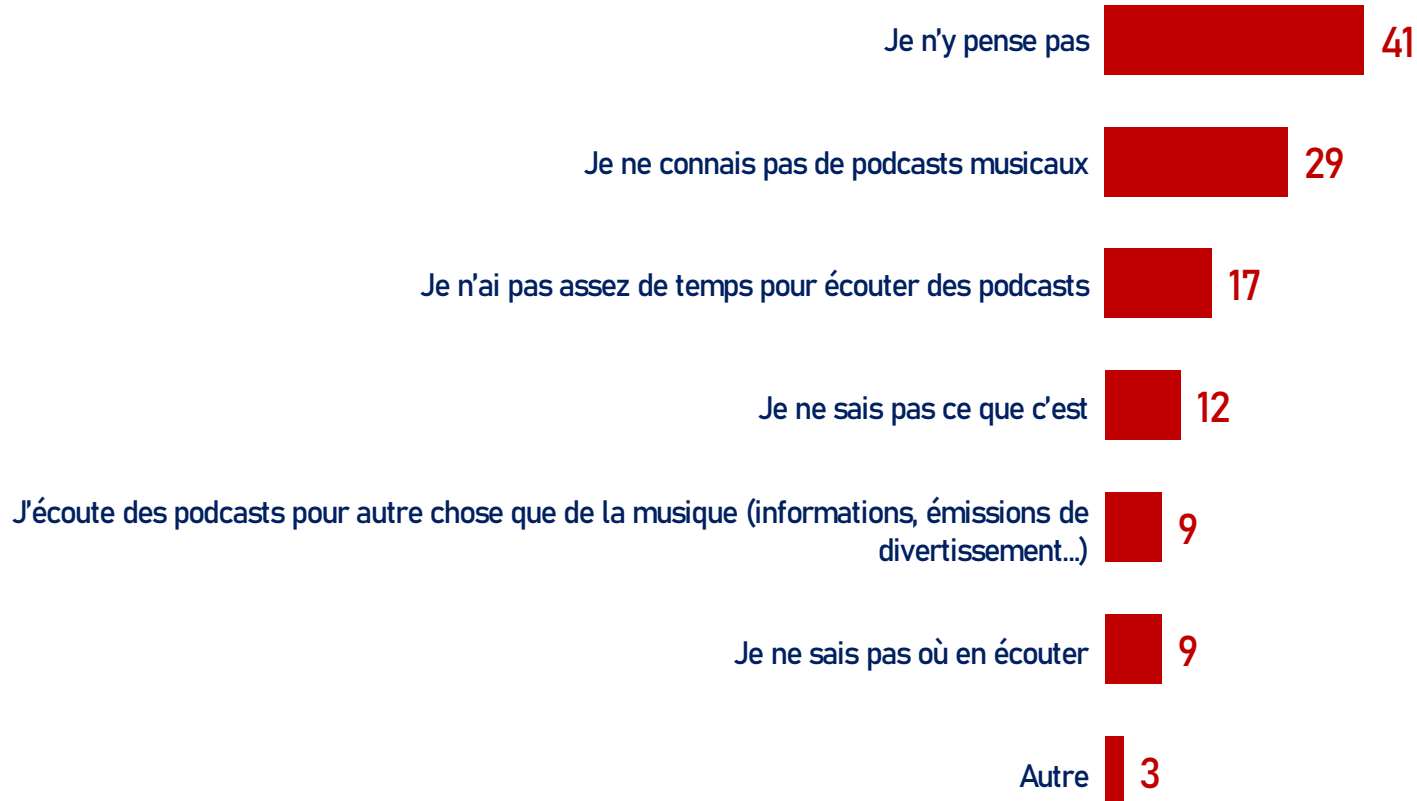 Je n’y pense pas 41
Je ne connais pas de podcasts musicaux 29
Je n’ai pas assez de temps pour écouter des podcasts 17
Je ne sais pas ce que c’est 12
J’écoute des podcasts pour autre chose que de la musique (informations, émissions de
divertissement...) 9
Je ne sais pas où en écouter 9
Autre 3